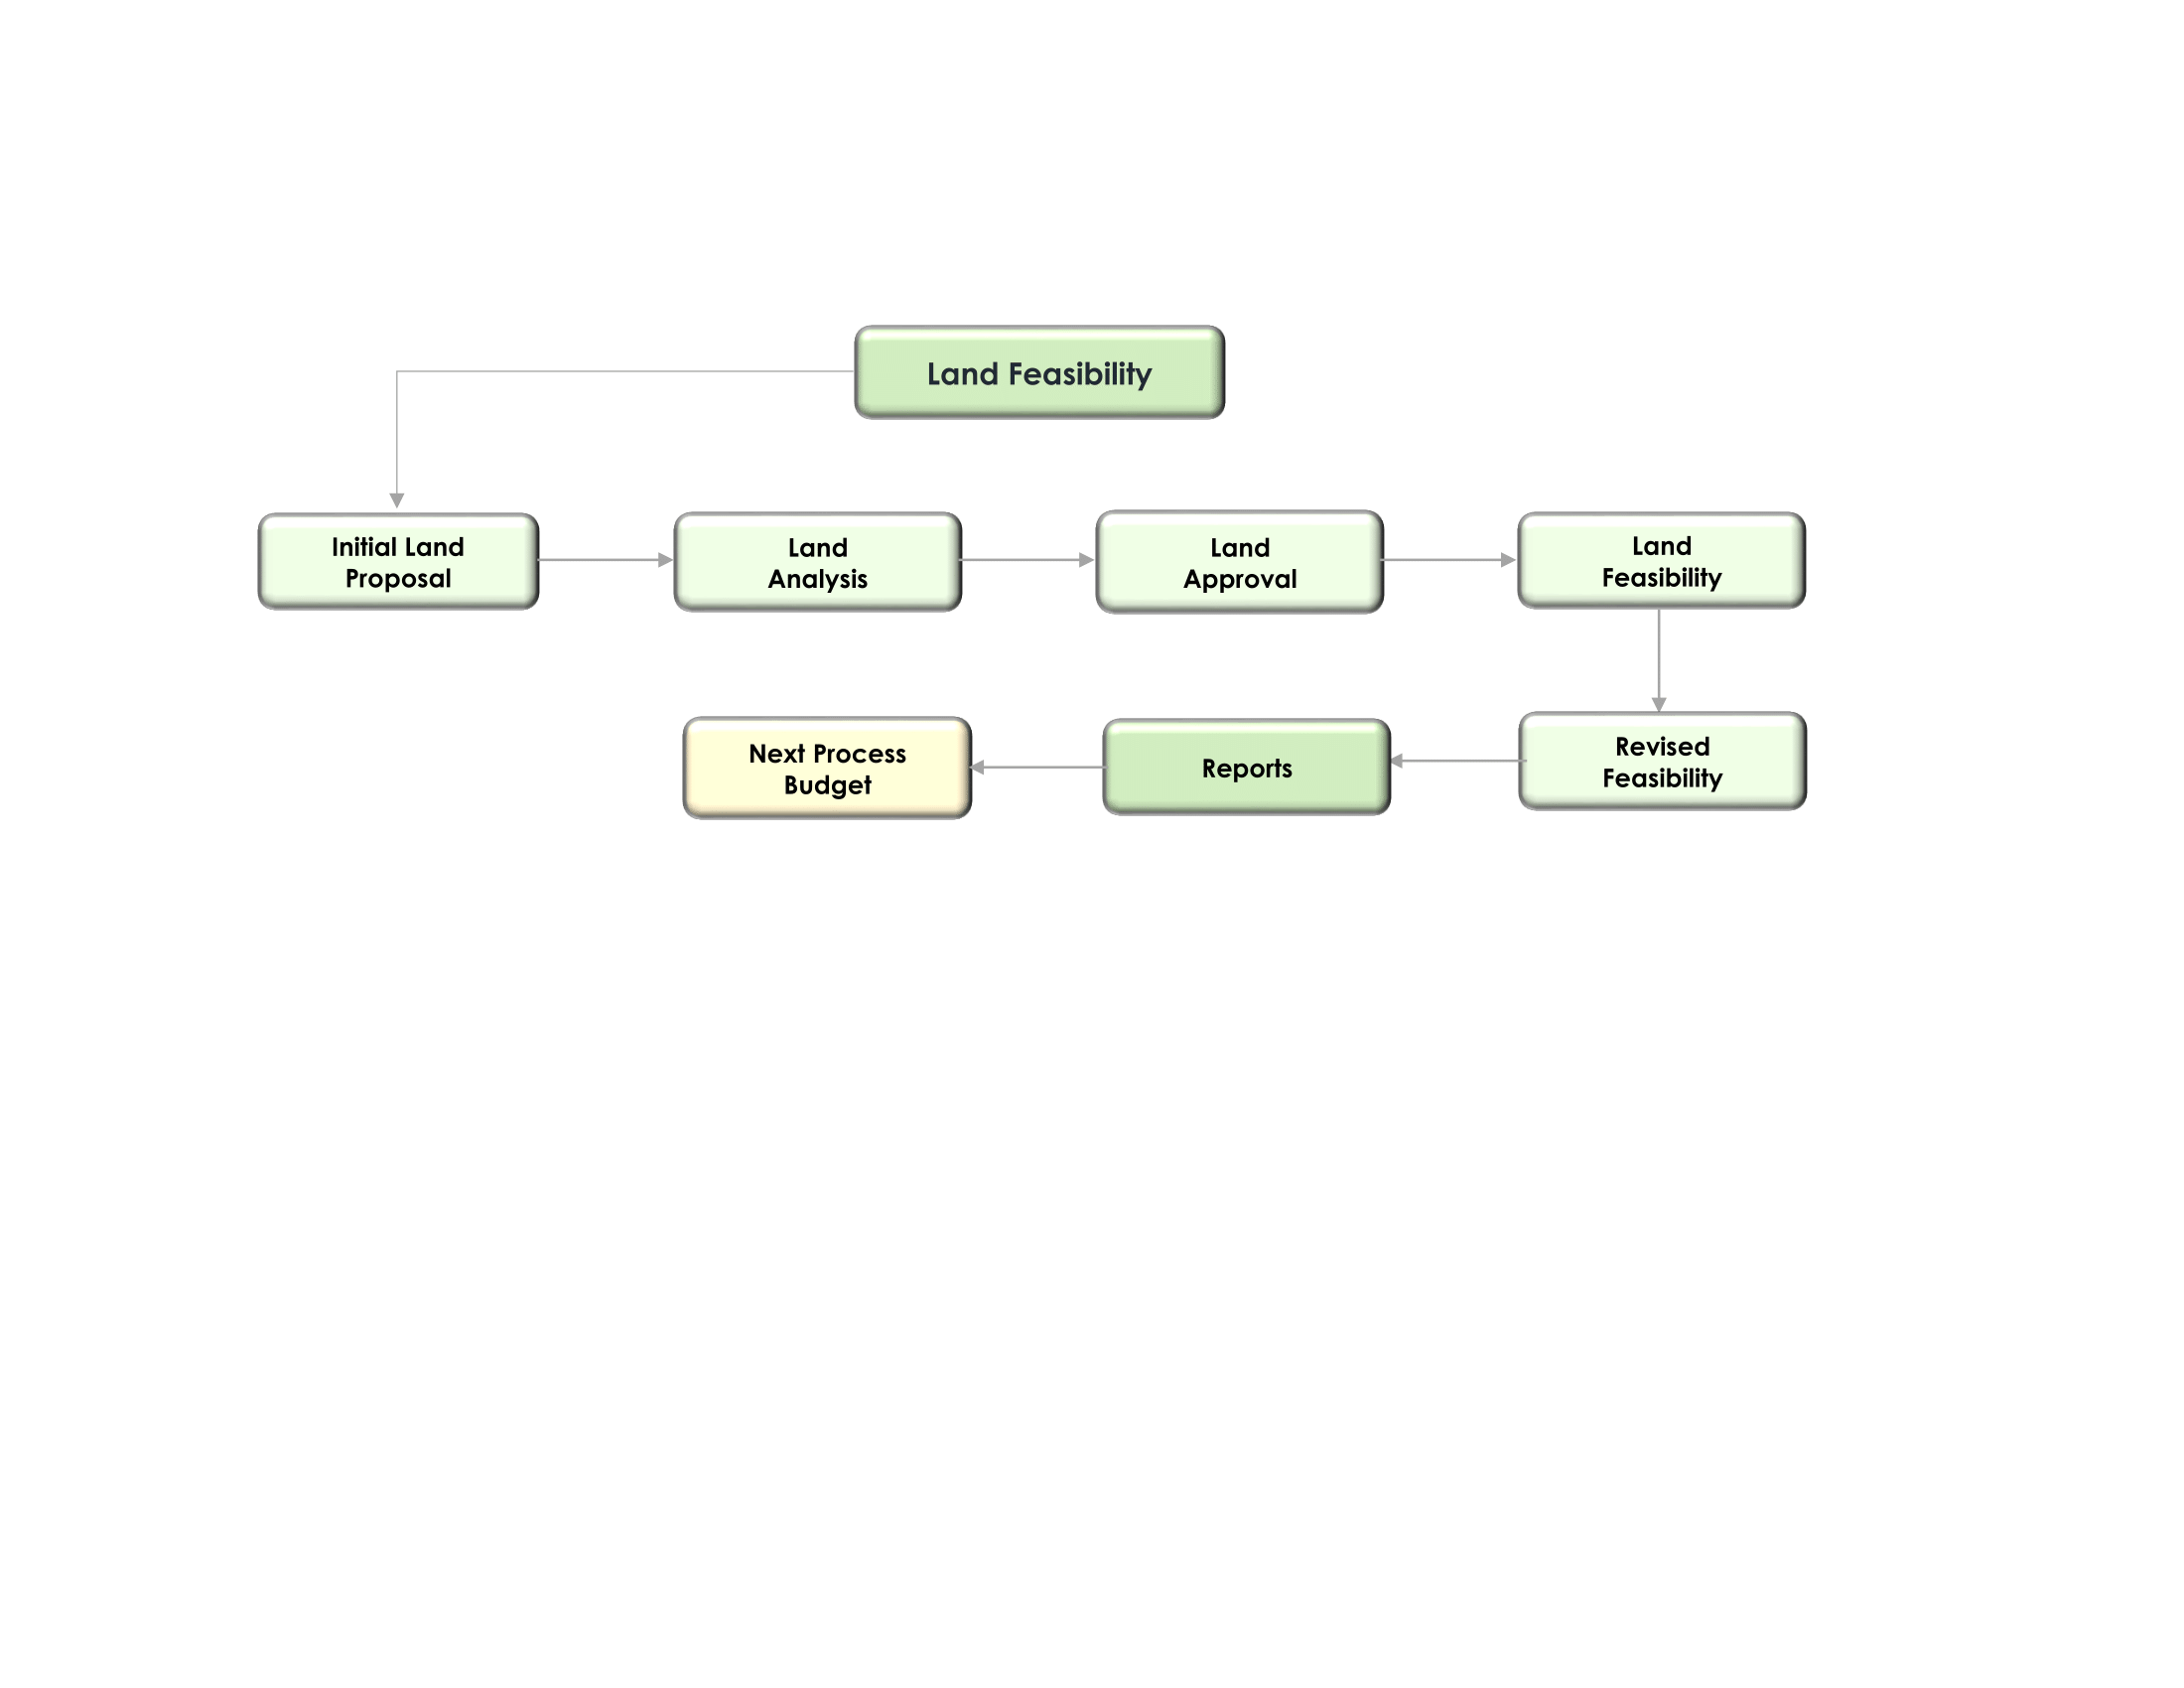 Land Feasibility
Initial Land
Proposal
Land
Analysis
Land
Approval
Land
Feasibility
Revised
Feasibility
Reports
Next Process
Budget